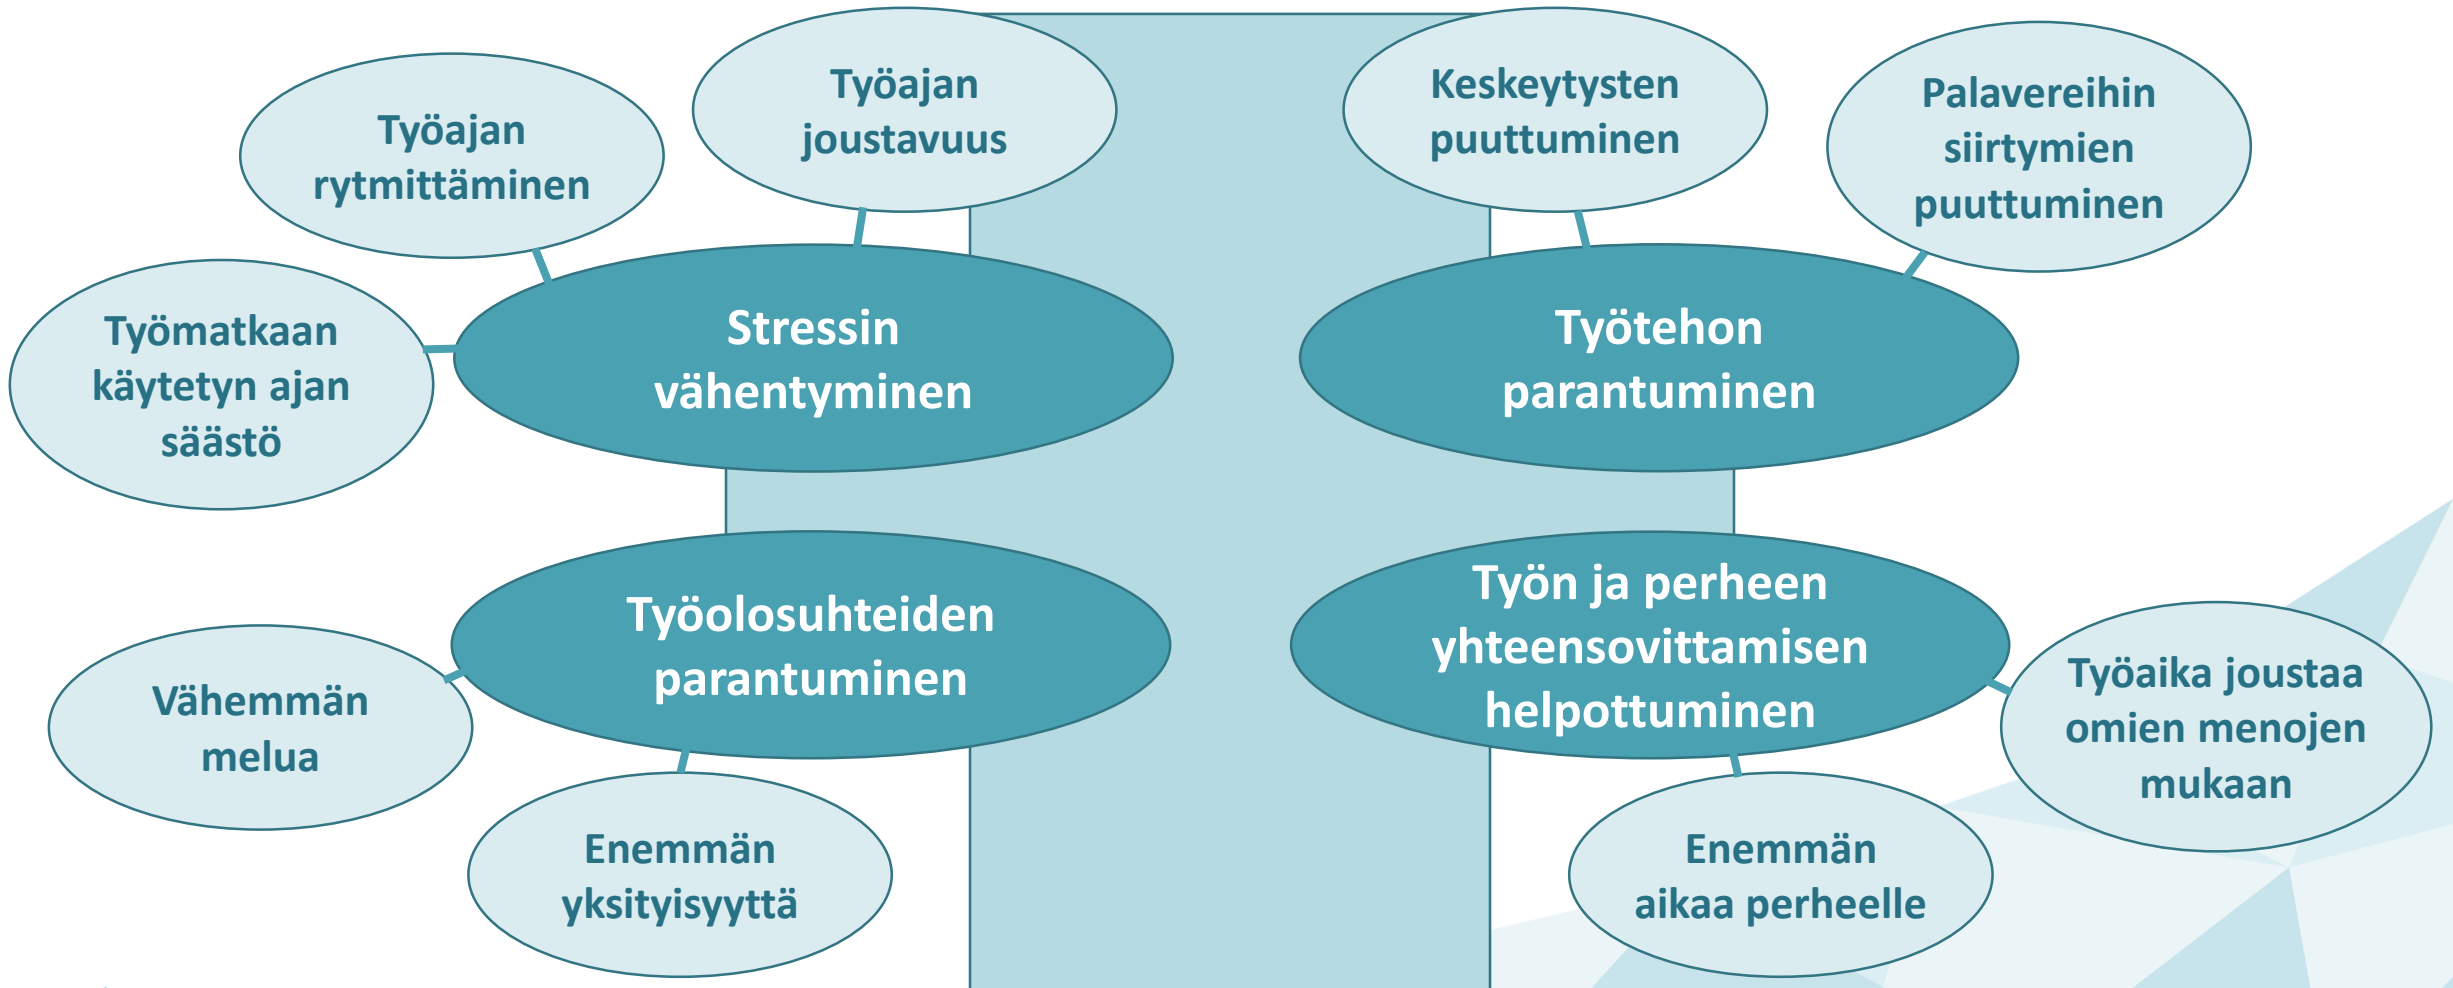 Työajan
joustavuus
Keskeytysten
puuttuminen
Palavereihin
siirtymien
puuttuminen
Työajan
rytmittäminen
Työmatkaan
käytetyn ajan
säästö
Stressin
vähentyminen
Työtehon
parantuminen
Työolosuhteiden
parantuminen
Työn ja perheen
yhteensovittamisen
helpottuminen
Vähemmän
melua
Enemmän
yksityisyyttä
Enemmän
aikaa perheelle
Työaika joustaa
omien menojen
mukaan